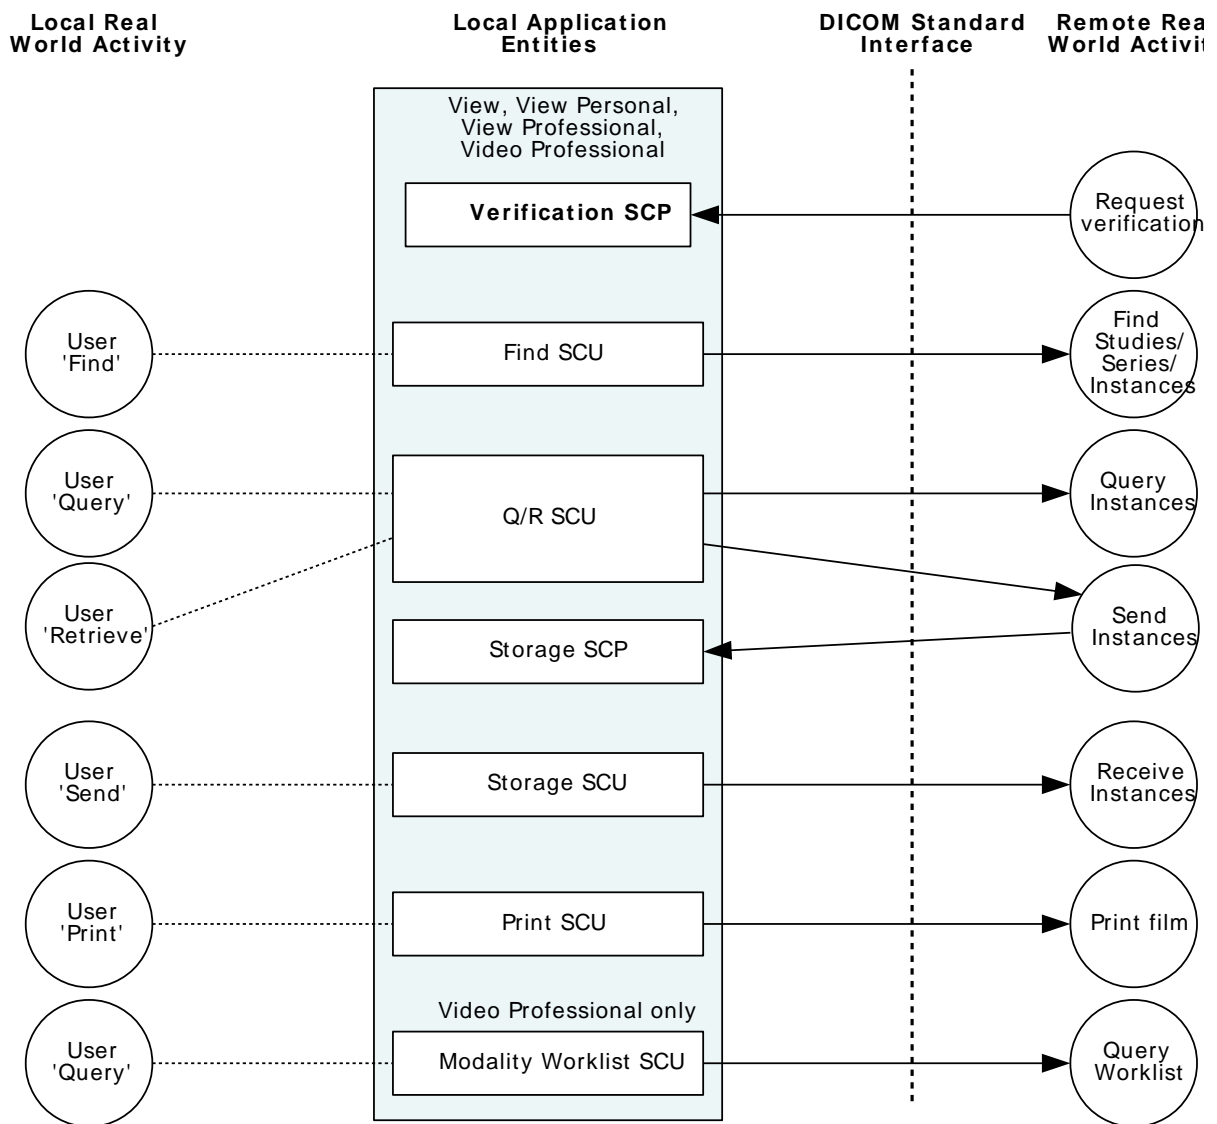 Local Real
World Activity
Local Application
Entities
DICOM Standard
Interface
Remote Rea
World Activit
View, View Personal,
View Professional,
Video Professional
Verification SCP
Request
verification
User
'Find'
Find SCU
Find
Studies/
Series/
Instances
User
'Query'
Q/R SCU
Query
Instances
User
'Retrieve'
Storage SCP
Send
Instances
User
'Send'
Storage SCU
Receive
Instances
User
'Print'
Print SCU
Print film
Video Professional only
User
'Query'
Modality Worklist SCU
Query
Worklist